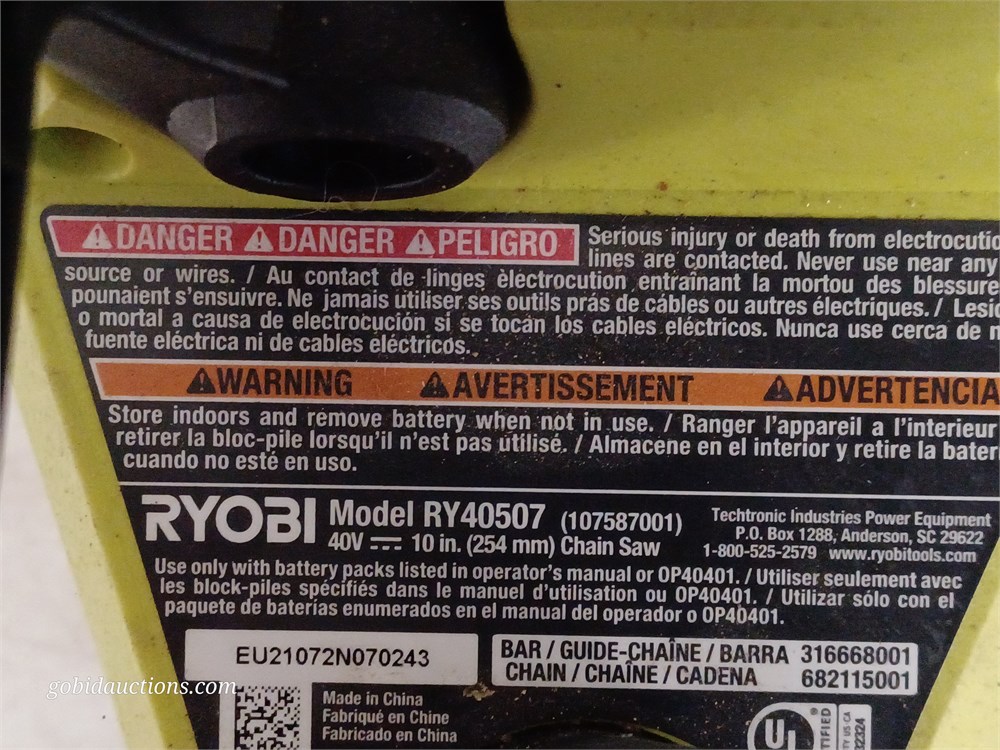 DANGER DANGER PELIGRO
Serious injury or death from electrocutio
lines are contacted. Never use near any
source or wires. / Au contact de -linges èlectrocution entraînant la mortou des blessure
pounaient s'ensuivre. Ne jamais utiliser ses outils prás de cábles ou autres électriques. / Lesio
o mortal a causa de electrocución si se tocan los cables eléctricos. Nunca use cerca de
fuente eléctrica ni de cables eléctricos.
WARNING AVERTISSEMENT ADVERTENCIA
Store indoors and remove battery when not in use. / Ranger l'appareil a l'interieur
retirer la bloc-pile lorsqu'il n'est pas utilisé. / Almacene en el interior y retire la bater
cuando no esté en uso.
RYOBI Model RY40507 (107587001)
40V 10 in. (254 mm) Chain Saw
Techtronic Industries Power Equipment
P.O. Box 1288, Anderson, SC 29622
1-800-525-2579 www.ryobitools.com
Use only with battery packs listed in operator's manual or OP40401. / Utiliser seulement avec
les block-piles spécifiés dans le manuel d'utilisation ou OP40401. / Utilizar sólo con el
paquete de baterías enumerados en el manual del operador o OP40401.
EU21072N070243
BAR / GUIDE-CHAÎNE / BARRA 316668001
CHAIN / CHAÎNE / CADENA 682115001
gobidauctions.com
Made in China
Fabriqué en Chine
Fabricado en China
UL